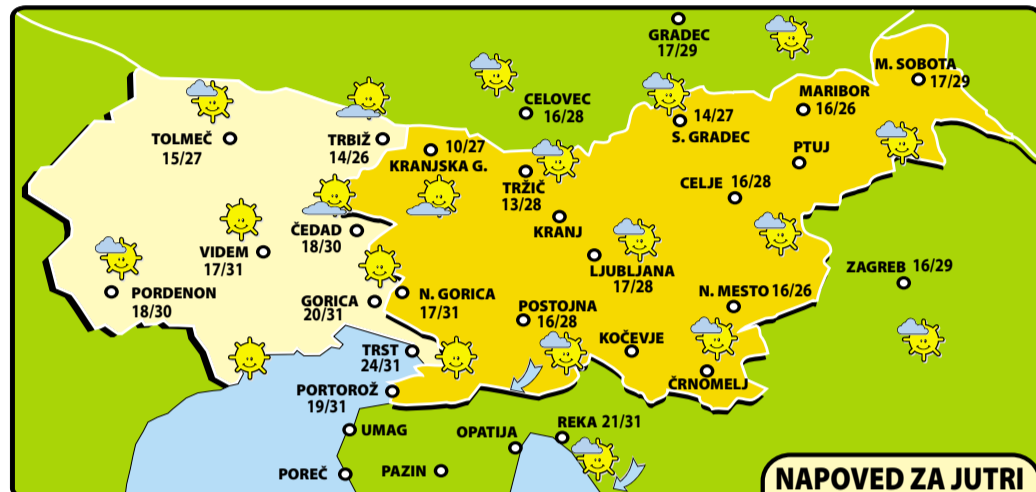 GRADEC
17/29
M. SOBOTA
17/29
MARIBOR
16/26
CELOVEC
16/28
14/27
S. GRADEC
TOLMEČ
15/27
TRBIŽ
14/26
10/27
KRANJSKA G.
PTUJ
TRŽIČ
13/28
CELJE 16/28
KRANJ
ČEDAD
18/30
VIDEM
17/31
LJUBLJANA
17/28
ZAGREB 16/29
PORDENON
18/30
GORICA
20/31
N. GORICA
17/31
N. MESTO 16/26
POSTOJNA
16/28
KOČEVJE
TRST
24/31
ČRNOMELJ
PORTOROŽ
19/31
UMAG
OPATIJA
REKA 21/31
POREČ
PAZIN
NAPOVED ZA JUTRI